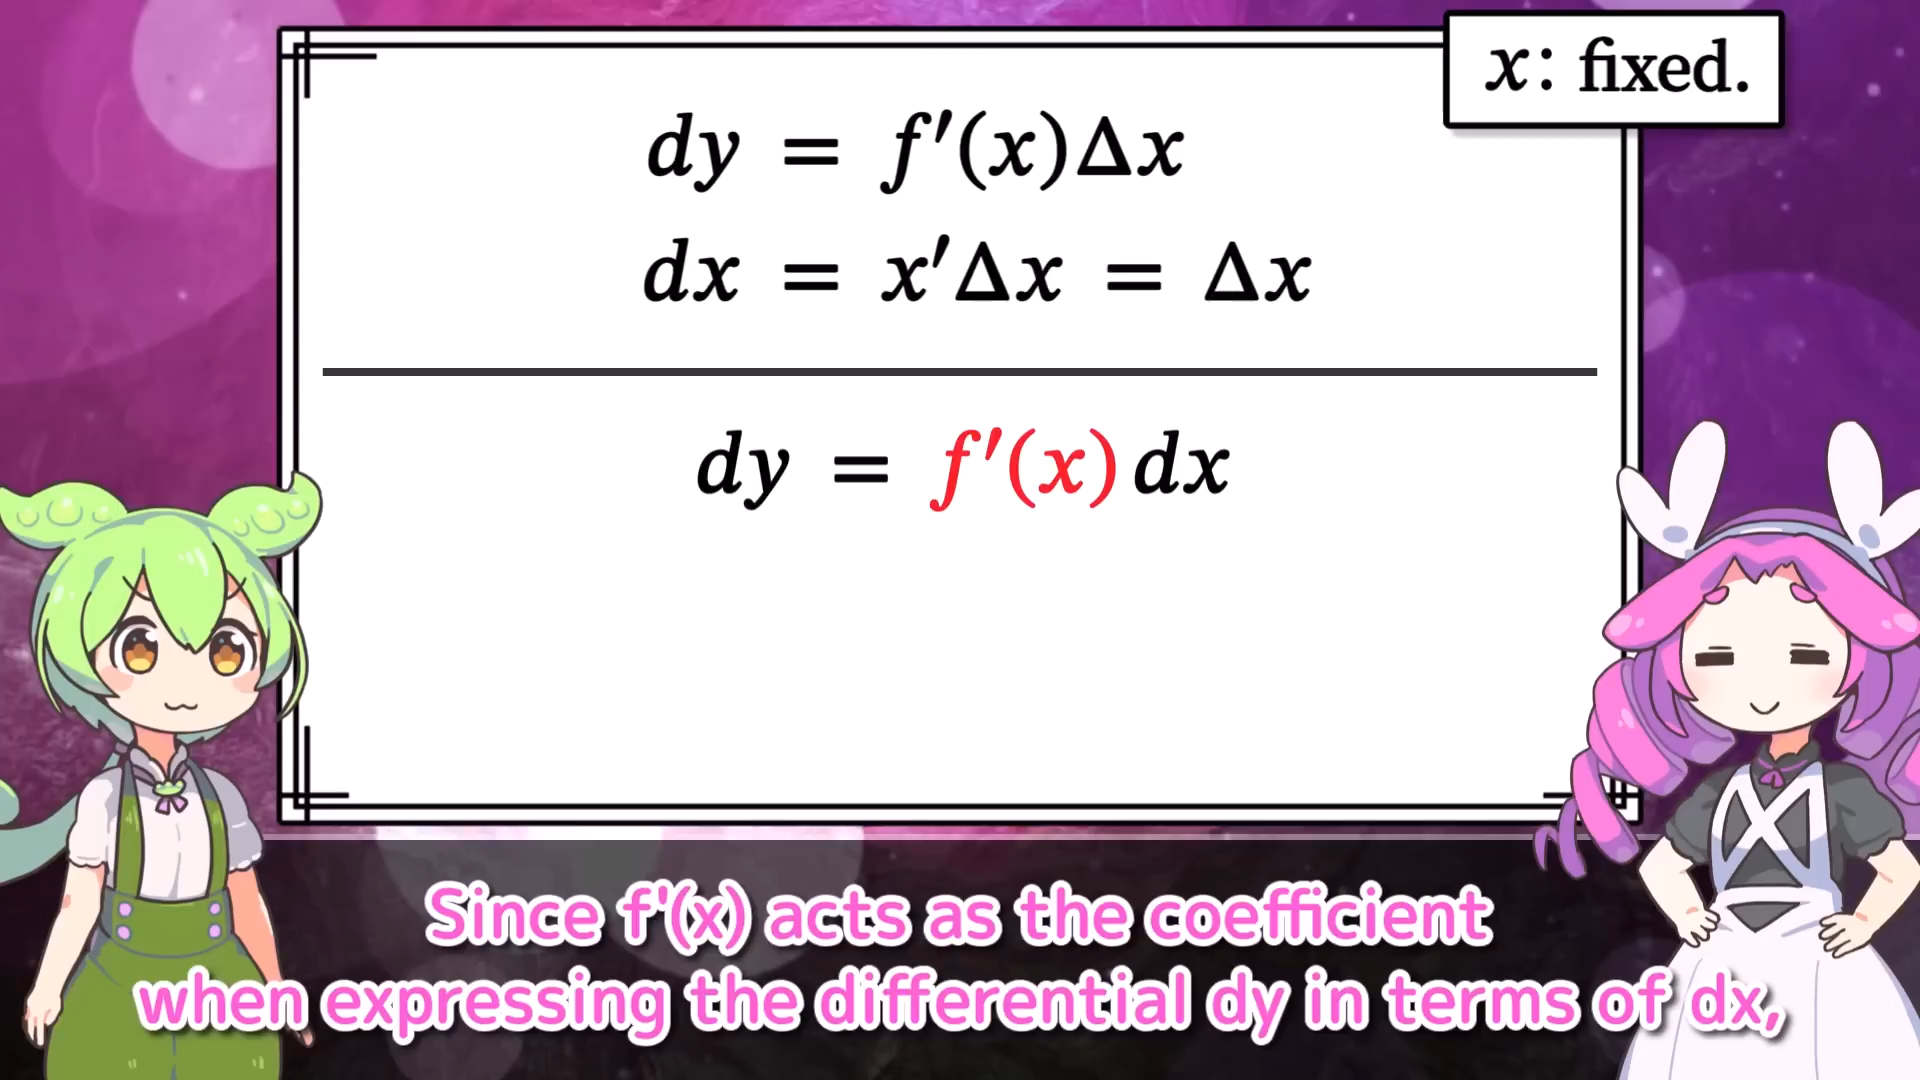 x: fixed.
dy = f′(x)Δx
dx = x′Δx = Δx
dy = f′(x) dx
Since f'(x) acts as the coefficient
when expressing the differential dy in terms of dx,